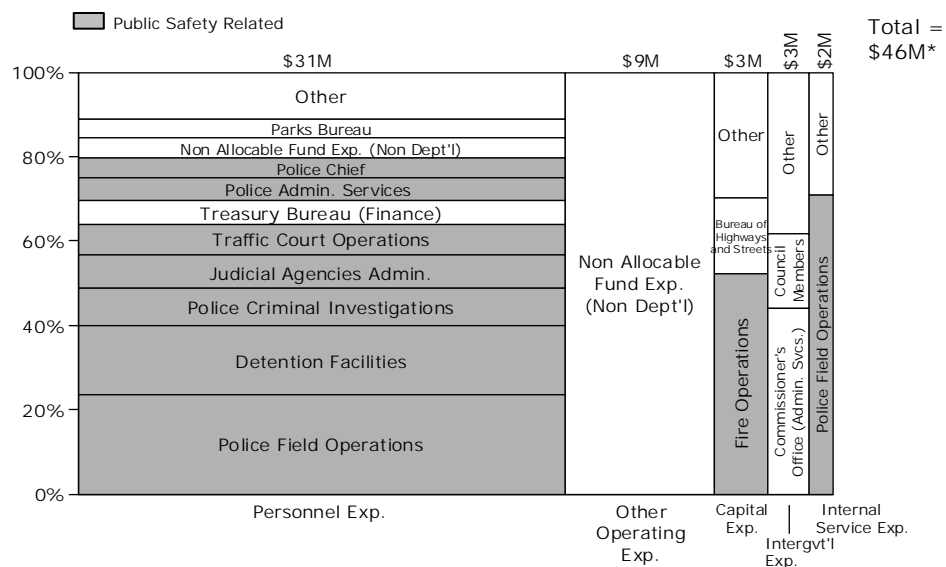 Public Safety Related
Total =
$46M*
$31M
$9M
$3M
$3M
$2M
100%
80%
60%
40%
20%
0%
Other
Parks Bureau
Non Allocable Fund Exp. (Non Dept'l)
Police Chief
Police Admin. Services
Treasury Bureau (Finance)
Traffic Court Operations
Judicial Agencies Admin.
Police Criminal Investigations
Detention Facilities
Police Field Operations
Non Allocable
Fund Exp.
(Non Dept'l)
Other
Bureau of
Highways
and Streets
Fire Operations
Other
Council
Members
Commissioner's
Office (Admin. Svcs.)
Other
Police Field Operations
Personnel Exp.
Other
Operating
Exp.
Capital
Exp.
Intergvt'l
Exp.
Internal
Service Exp.